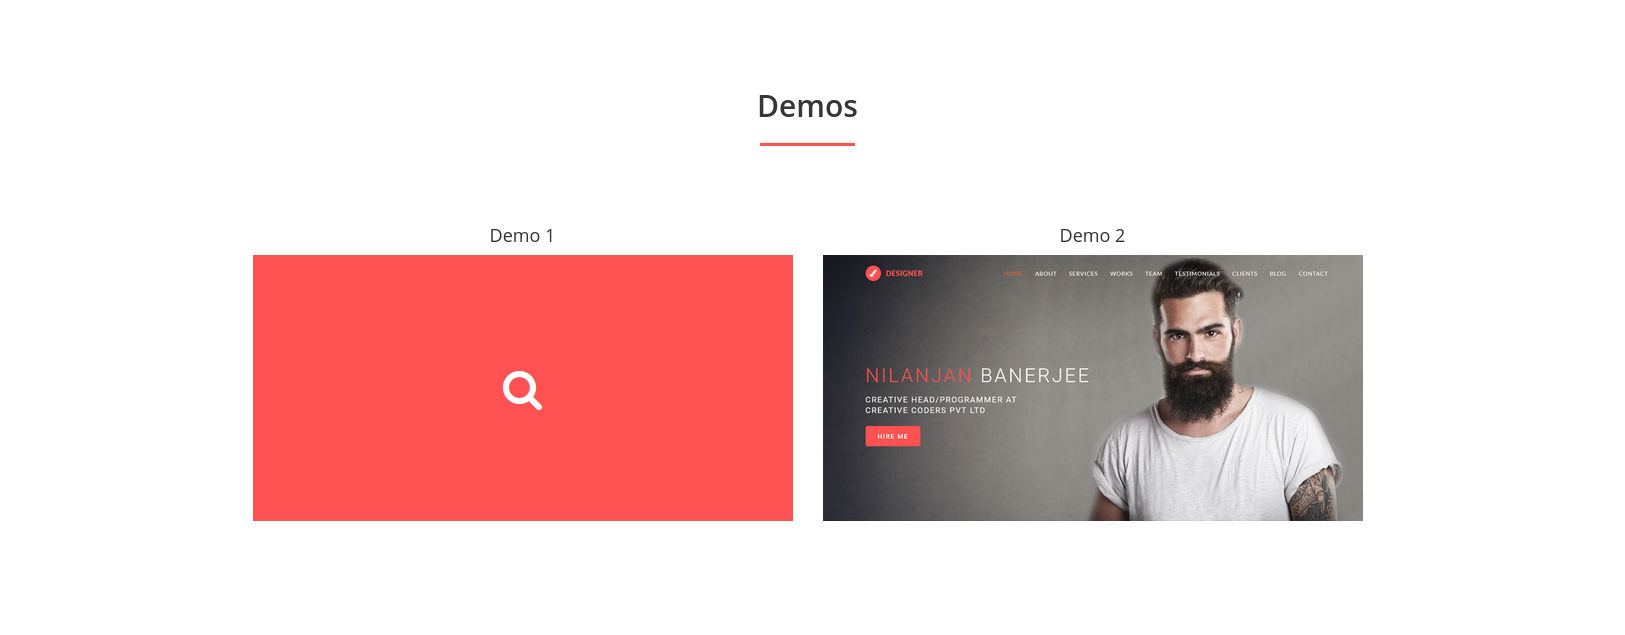 Demos
Demo 1
Demo 2
DESIGNER
HOME ABOUT SERVICES WORKS TEAM TESTIMONIALS CLIENTS BLOG CONTACT
NILANJAN BANERJEE
CREATIVE HEAD/PROGRAMMER AT
CREATIVE CODERS PVT LTD
HIRE ME